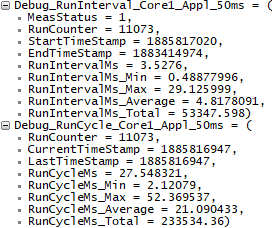 Debug_RunInterval_Core1_Appl_50ms = (
MeasStatus = 1,
RunCounter = 11073,
StartTimeStamp = 1885817020,
EndTimeStamp = 1883414974,
RunIntervalMs = 3.5276,
RunIntervalMs_Min = 0.48877996,
RunIntervalMs_Max = 29.125999,
RunIntervalMs_Average = 4.8178091,
RunIntervalMs_Total = 53347.598)
Debug_RunCycle_Core1_Appl_50ms = (
RunCounter = 11073,
CurrentTimeStamp = 1885816947,
LastTimeStamp = 1885816947,
RunCycleMs = 27.548321,
RunCycleMs_Min = 2.12079,
RunCycleMs_Max = 52.369537,
RunCycleMs_Average = 21.090433,
RunCycleMs_Total = 233534.36)